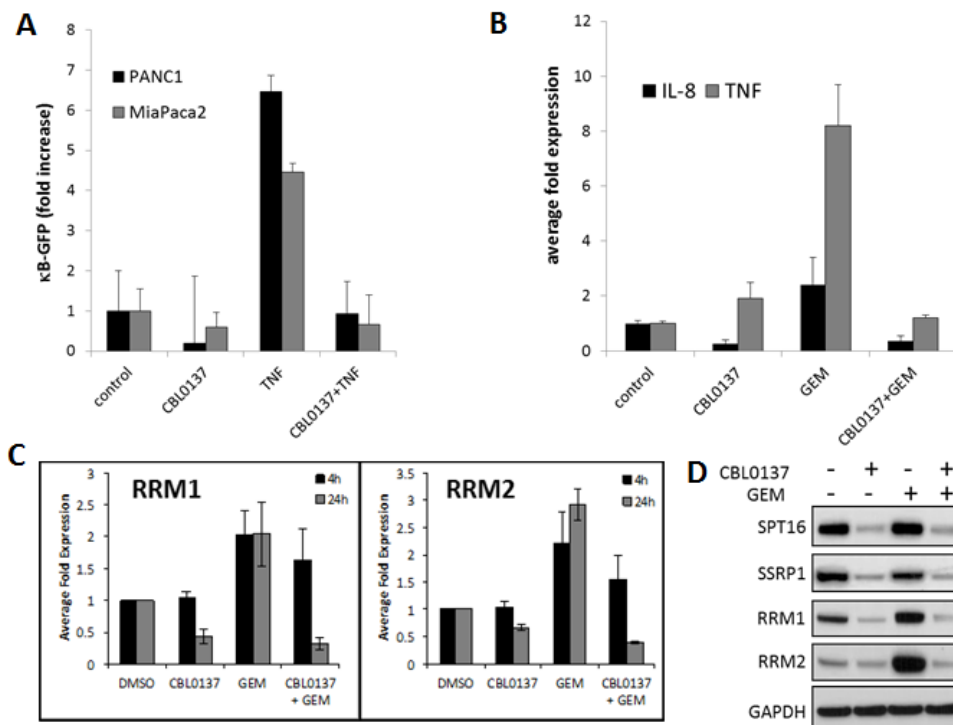 A
κB-GFP (fold increase)
8
7
6
5
4
3
2
1
0
PANC1
MiaPaca2
control
CBL0137
TNF
CBL0137+TNF
B
average fold expression
12
10
8
6
4
2
0
IL-8 TNF
control
CBL0137
GEM
CBL0137+GEM
C
RRM1
Average Fold Expression
3
2.5
2
1.5
1
0.5
0
4h
24h
DMSO CBL0137 GEM CBL0137
+ GEM
RRM2
Average Fold Expression
3.5
3
2.5
2
1.5
1
0.5
0
4h
24h
DMSO CBL0137 GEM CBL0137
+ GEM
D
CBL0137 - + - +
GEM - - + +
SPT16
SSRP1
RRM1
RRM2
GAPDH